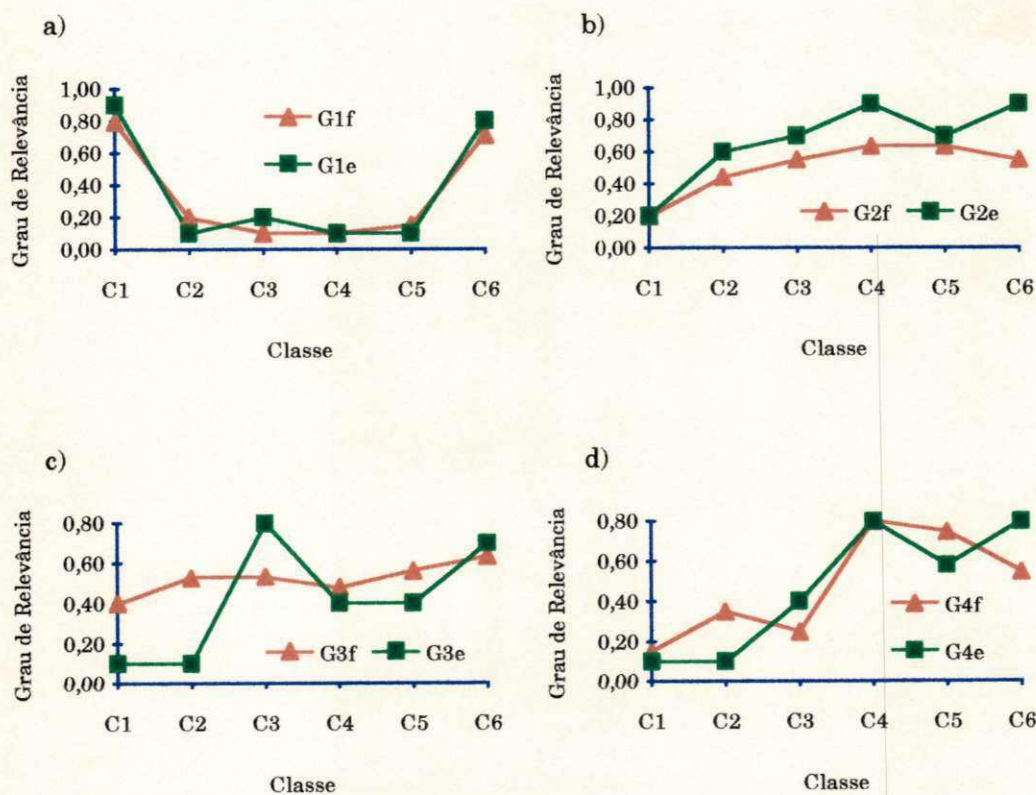 a)
Grau de Relevância
1,00
0,80
0,60
0,40
0,20
0,00
G1f
G1e
C1 C2 C3 C4 C5 C6
Classe
b)
Grau de Relevância
1,00
0,80
0,60
0,40
0,20
0,00
G2f G2e
C1 C2 C3 C4 C5 C6
Classe
c)
Grau de Relevância
0,80
0,60
0,40
0,20
0,00
G3f G3e
C1 C2 C3 C4 C5 C6
Classe
d)
Grau de Relevância
0,80
0,60
0,40
0,20
0,00
G4f
G4e
C1 C2 C3 C4 C5 C6
Classe